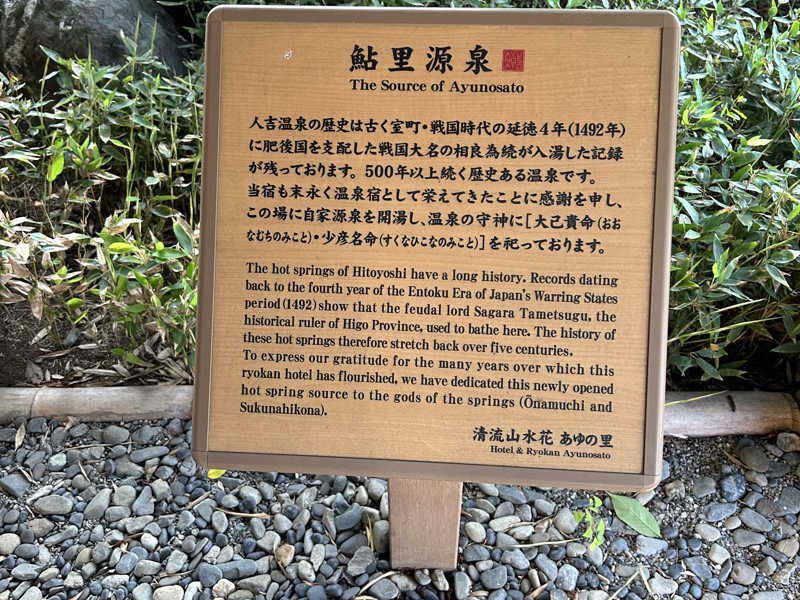 鮎里源泉
The Source of Ayunosato
人吉温泉の歴史は古く室町・戦国時代の延徳4年(1492年)
に肥後国を支配した戦国大名の相良為続が入湯した記録
が残っております。500年以上続く歴史ある温泉です。
当宿も末永く温泉宿として栄えてきたことに感謝を申し、
この場に自家源泉を開湯し、温泉の守神に[大己貴命(おお
なむちのみこと)・少彦名命(すくなひこなのみこと)]を祀っております。
The hot springs of Hitoyoshi have a long history. Records dating
back to the fourth year of the Entoku Era of Japan's Warring States
period(1492)show that the feudal lord Sagara Tametsugu, the
historical ruler of Higo Province, used to bathe here. The history of
these hot springs therefore stretch back over five centuries.
To express our gratitude for the many years over which this
ryokan hotel has flourished, we have dedicated this newly opened
hot spring source to the gods of the springs (Ōnamuchi and
Sukunahikona).
清流山水花 あゆの里
Hotel & Ryokan Ayunosato